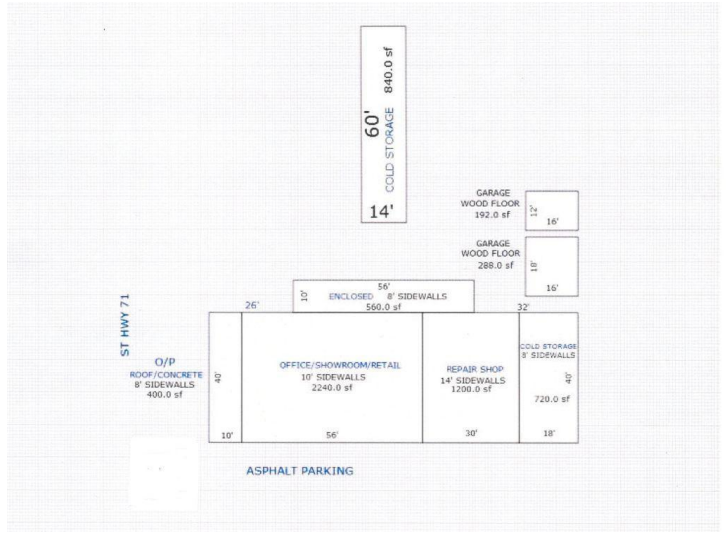 840.0 sf
60'
COLD STORAGE
14'
GARAGE
WOOD FLOOR
192.0 sf
12'
16'
GARAGE
WOOD FLOOR
288.0 sf
18'
16'
56'
10'
ENCLOSED 8' SIDEWALLS
560.0 sf
26'
32'
ST HWY 71
O/P
ROOF/CONCRETE
8' SIDEWALLS
400.0 sf
40'
10'
OFFICE/SHOWROOM/RETAIL
10' SIDEWALLS
2240.0 sf
56'
REPAIR SHOP
14' SIDEWALLS
1200.0 sf
30'
COLD STORAGE
8' SIDEWALLS
40'
720.0 sf
18'
ASPHALT PARKING